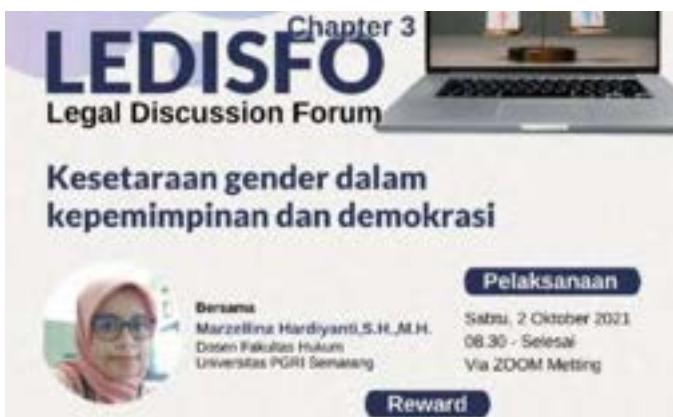 Chapter 3
LEDISFO
Legal Discussion Forum
Kesetaraan gender dalam
kepemimpinan dan demokrasi
Bersama
Marzellina Hardiyanti,S.H.,M.H.
Dosen Fakultas Hukum
Universitas PGRI Semarang
Pelaksanaan
Sabtu, 2 Oktober 2021
08.30 - Selesai
Via ZOOM Metting
Reward